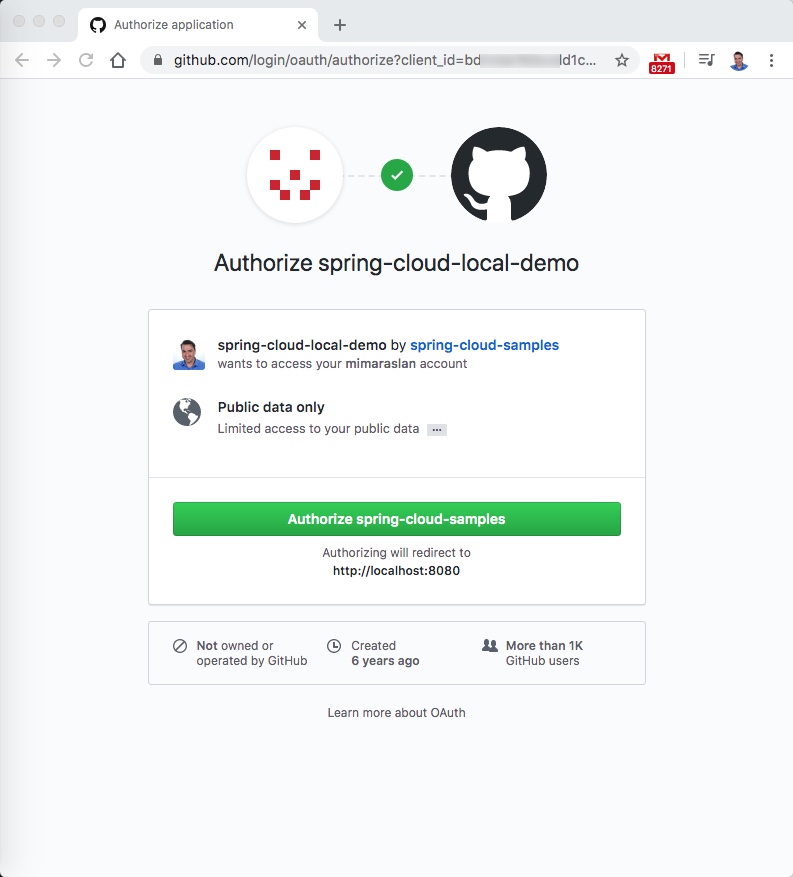 Authorize application
github.com/login/oauth/authorize?client_id=bd ld1c...
8271
Authorize spring-cloud-local-demo
spring-cloud-local-demo by spring-cloud-samples
wants to access your mimaraslan account
Public data only
Limited access to your public data ...
Authorize spring-cloud-samples
Authorizing will redirect to
http://localhost:8080
Not owned or
operated by GitHub
Created
6 years ago
More than 1K
GitHub users
Learn more about OAuth